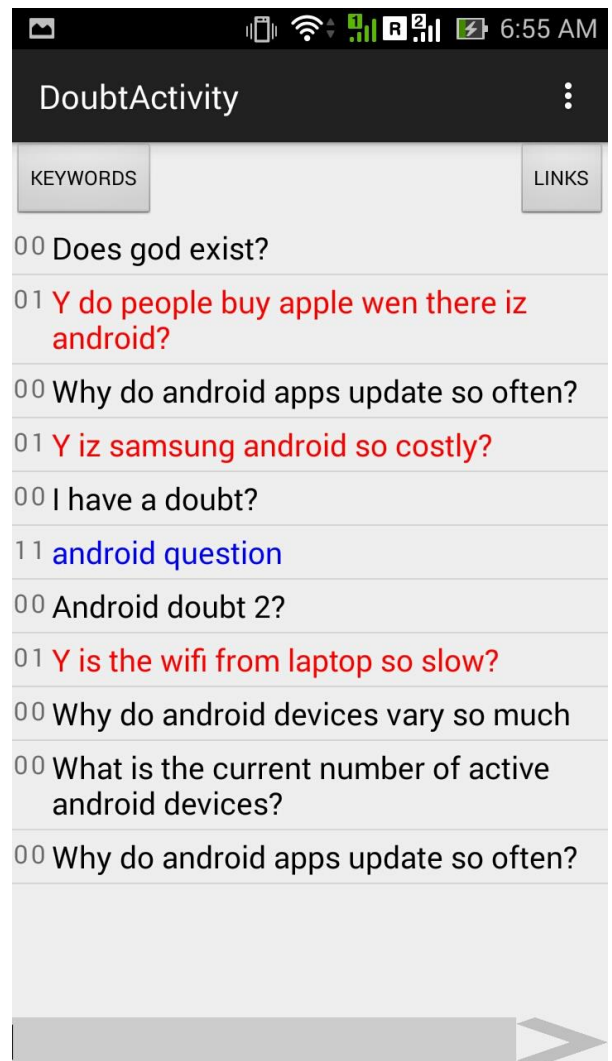 1 R 2 6:55 AM
DoubtActivity
KEYWORDS LINKS
00 Does god exist?
01 Y do people buy apple wen there iz
android?
00 Why do android apps update so often?
01 Y iz samsung android so costly?
00 I have a doubt?
11 android question
00 Android doubt 2?
01 Y is the wifi from laptop so slow?
00 Why do android devices vary so much
00 What is the current number of active
android devices?
00 Why do android apps update so often?